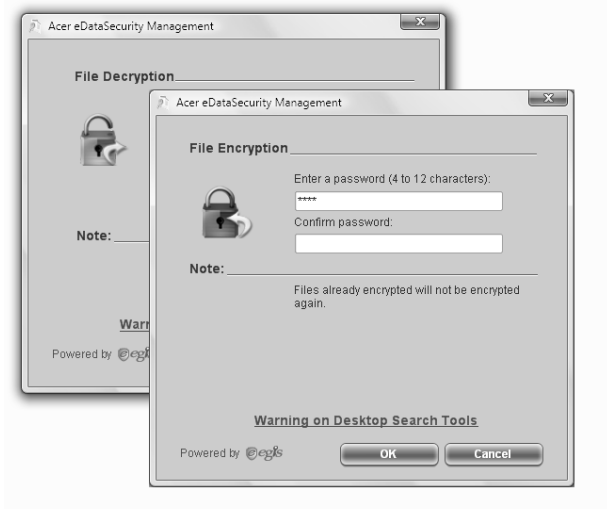 Acer eDataSecurity Management
File Decryption
Note:
Powered by
Acer eDataSecurity Management
File Encryption
Enter a password (4 to 12 characters):
****
Confirm password:
Note:
Files already encrypted will not be encrypted
again.
Warning on Desktop Search Tools
Powered by egis
OK
Cancel